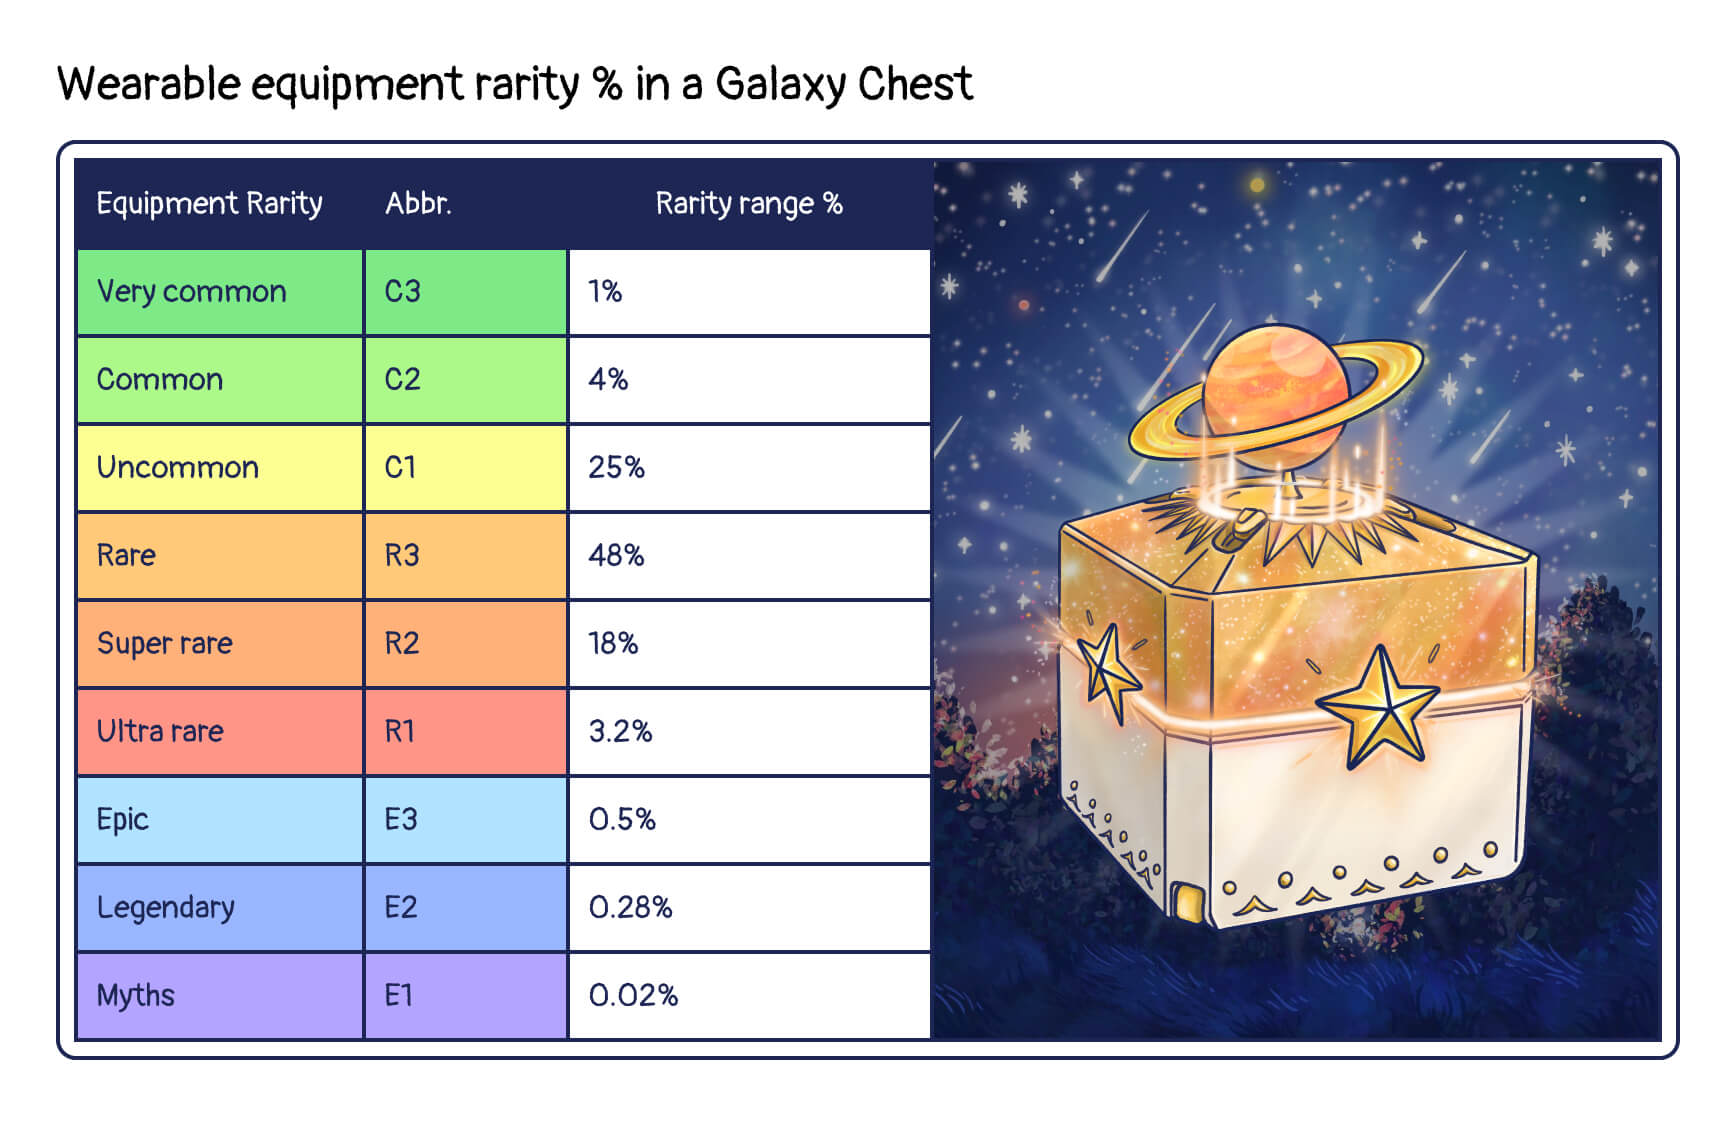 Wearable equipment rarity % in a Galaxy Chest
Equipment Rarity Abbr. Rarity range %
Very common C3 1%
Common C2 4%
Uncommon C1 25%
Rare R3 48%
Super rare R2 18%
Ultra rare R1 3.2%
Epic E3 0.5%
Legendary E2 0.28%
Myths E1 0.02%